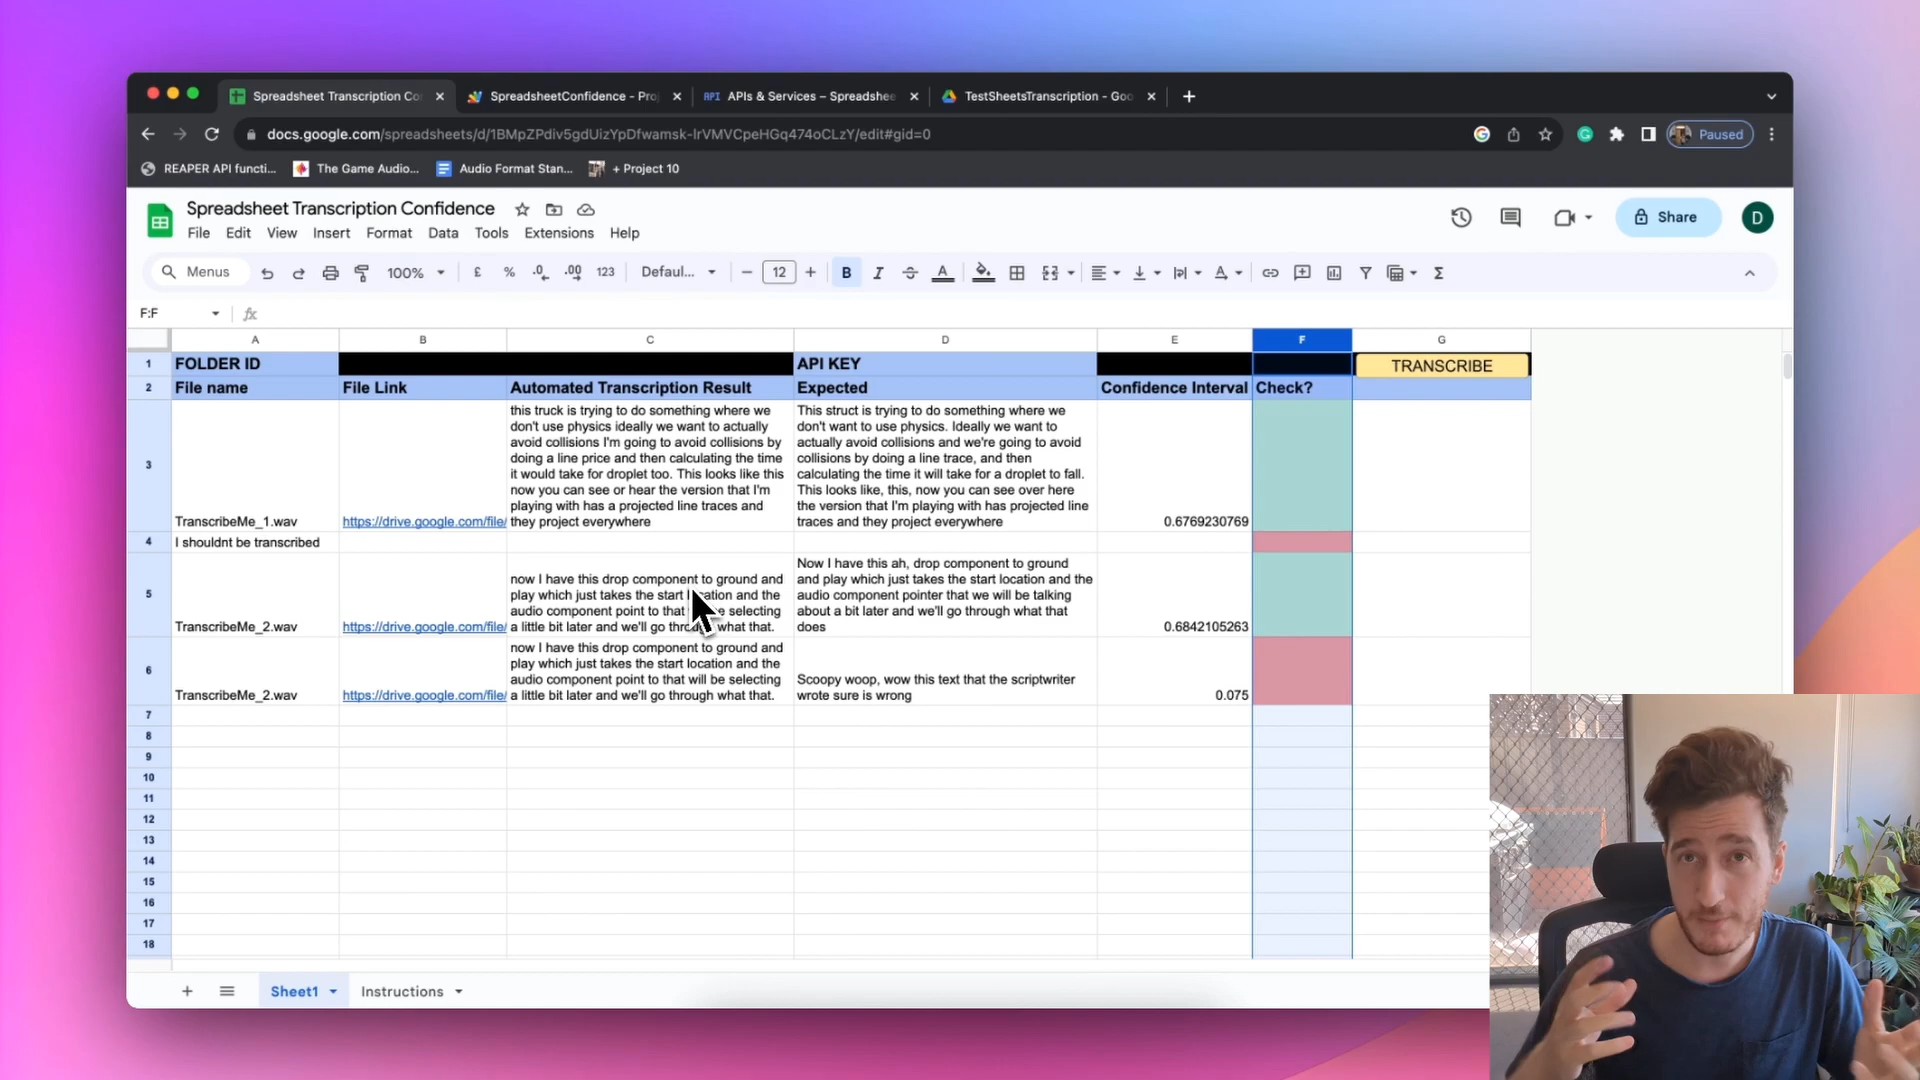 Spreadsheet Transcription Co
SpreadsheetConfidence - Proj
API APIs & Services – Spreadshee
TestSheetsTranscription - Goo
docs.google.com/spreadsheets/d/1BMpZPdiv5gdUizYpDfwamsk-lrVMVCpeHGq474oCLzY/edit#gid=0
Paused
REAPER API functi...
The Game Audio...
Audio Format Stan...
+ Project 10
Spreadsheet Transcription Confidence
File Edit View Insert Format Data Tools Extensions Help
Share
D
Menus
100%
£ % .0 .00 123
Defaul...
12
B I A
F:F
fx
A B C D E F G
1 FOLDER ID API KEY TRANSCRIBE
2 File name File Link Automated Transcription Result Expected Confidence Interval Check?
3
TranscribeMe_1.wav
https://drive.google.com/file/
this truck is trying to do something where we
don't use physics ideally we want to actually
avoid collisions I'm going to avoid collisions by
doing a line price and then calculating the time
it would take for droplet too. This looks like this
now you can see or hear the version that I'm
playing with has a projected line traces and
they project everywhere
This struct is trying to do something where we
don't want to use physics. Ideally we want to
actually avoid collisions and we're going to avoid
collisions by doing a line trace, and then
calculating the time it will take for a droplet to fall.
This looks like, this, now you can see over here
the version that I'm playing with has projected line
traces and they project everywhere
0.6769230769
4 I shouldnt be transcribed
5
TranscribeMe_2.wav
https://drive.google.com/file/
now I have this drop component to ground and
play which just takes the start location and the
audio component point to that selecting
a little bit later and we'll go through what that.
Now I have this ah, drop component to ground
and play which just takes the start location and the
audio component pointer that we will be talking
about a bit later and we'll go through what that
does
0.6842105263
6
TranscribeMe_2.wav
https://drive.google.com/file/
now I have this drop component to ground and
play which just takes the start location and the
audio component point to that will be selecting
a little bit later and we'll go through what that.
Scoopy woop, wow this text that the scriptwriter
wrote sure is wrong
0.075
7
8
9
10
11
12
13
14
15
16
17
18
Sheet1
Instructions